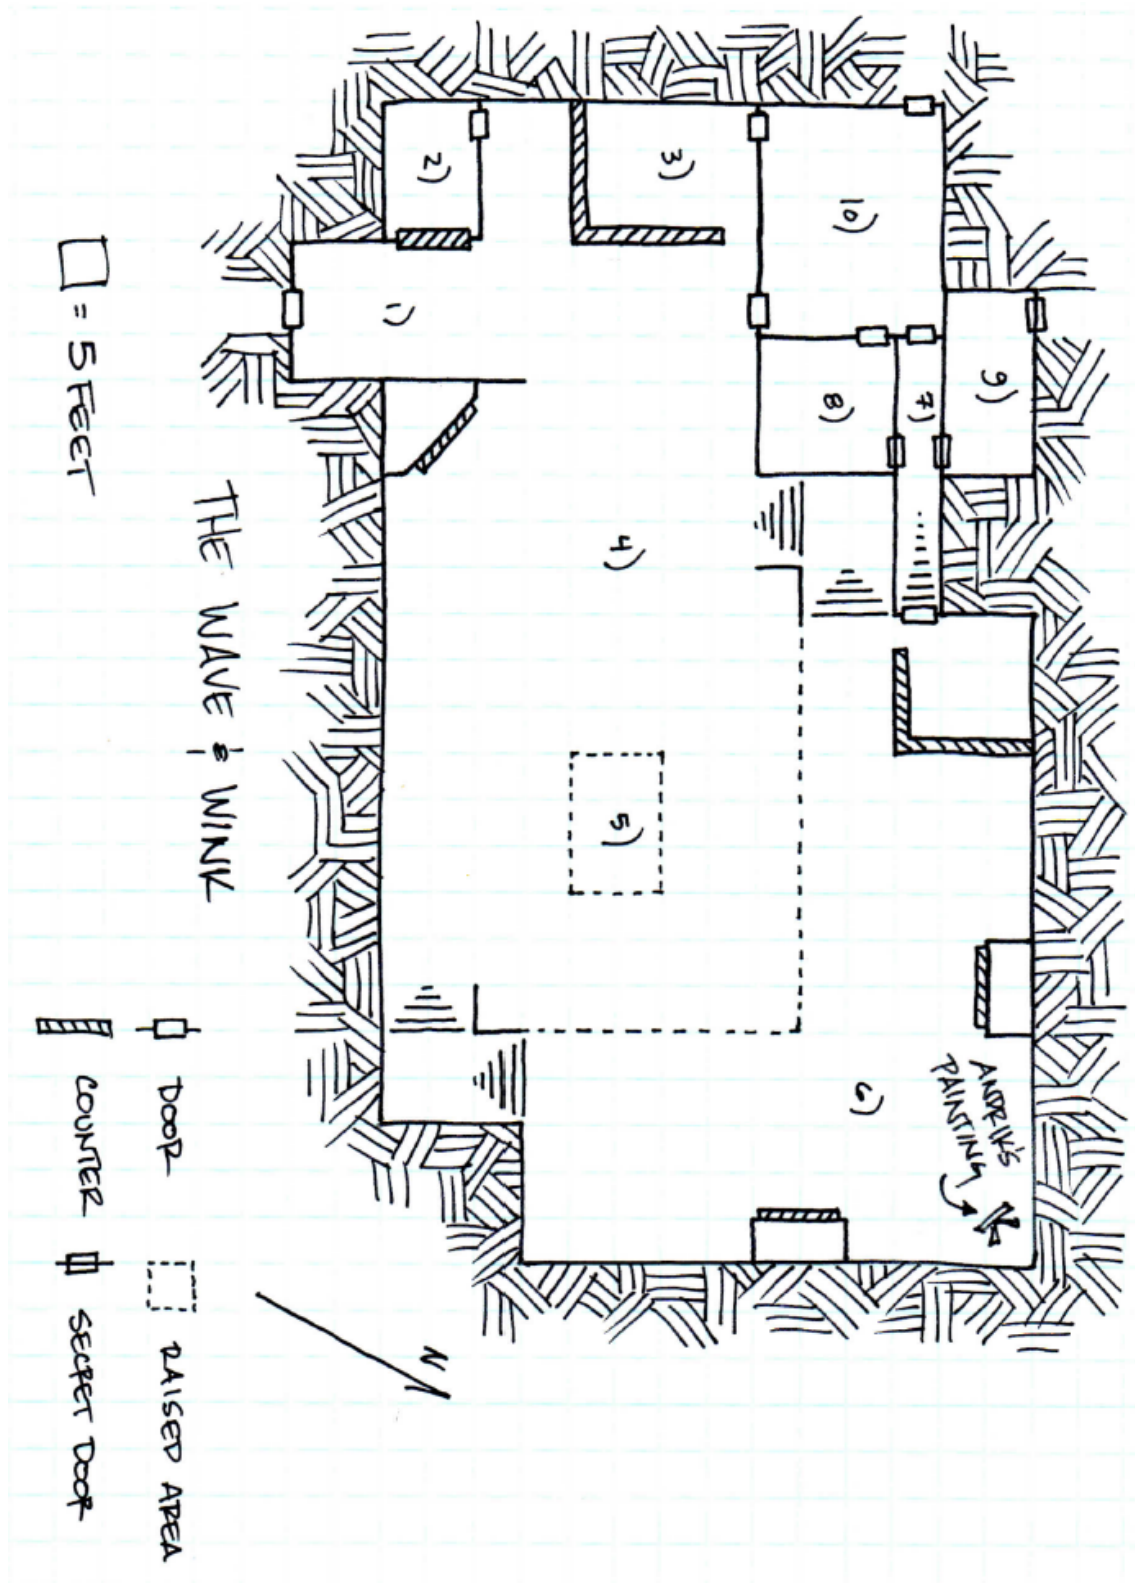 1)
2)
3)
4)
5)
6)
7)
8)
9)
10)
ANDRIK'S
PAINTING
THE WAVE & WINK
= 5 FEET
DOOR
COUNTER
RAISED AREA
SECRET DOOR
N